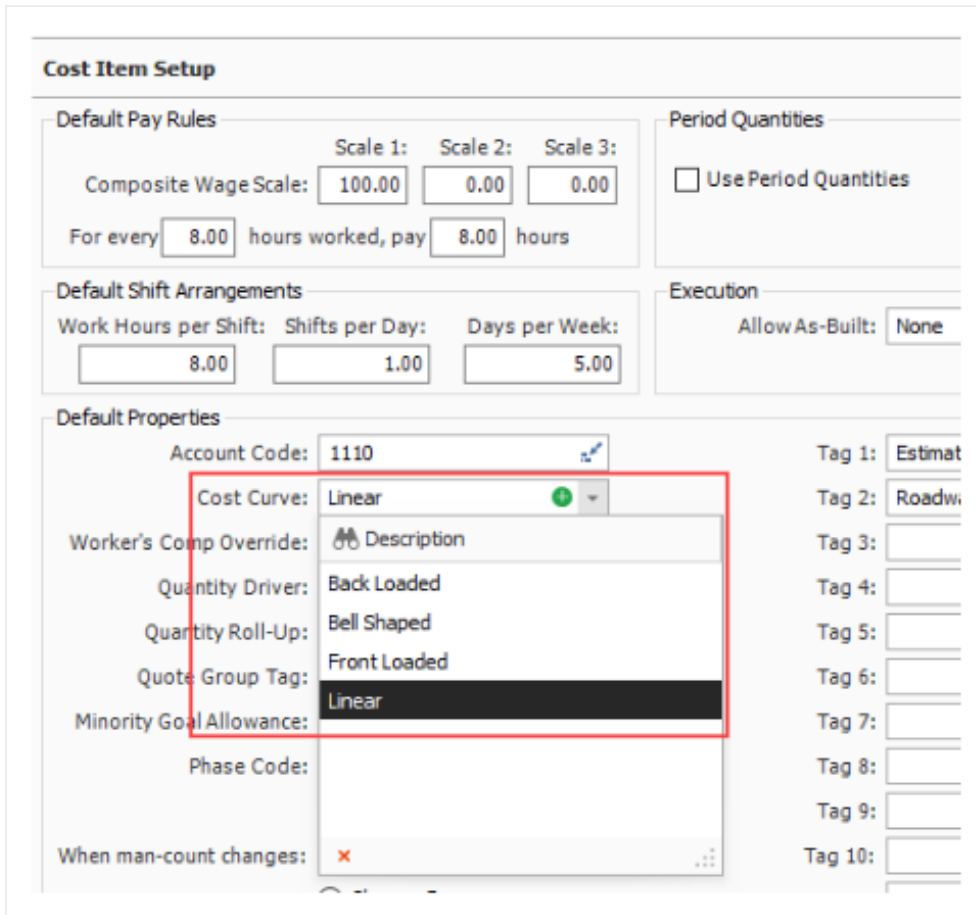 Cost Item Setup
Default Pay Rules
Scale 1: Scale 2: Scale 3:
Composite Wage Scale: 100.00 0.00 0.00
For every 8.00 hours worked, pay 8.00 hours
Period Quantities
Use Period Quantities
Default Shift Arrangements
Work Hours per Shift: Shifts per Day: Days per Week:
8.00 1.00 5.00
Execution
Allow As-Built: None
Default Properties
Account Code: 1110
Cost Curve: Linear
Description
Back Loaded
Bell Shaped
Front Loaded
Linear
Worker's Comp Override:
Quantity Driver:
Quantity Roll-Up:
Quote Group Tag:
Minority Goal Allowance:
Phase Code:
When man-count changes:
Tag 1: Estimat
Tag 2: Roadwa
Tag 3:
Tag 4:
Tag 5:
Tag 6:
Tag 7:
Tag 8:
Tag 9:
Tag 10: